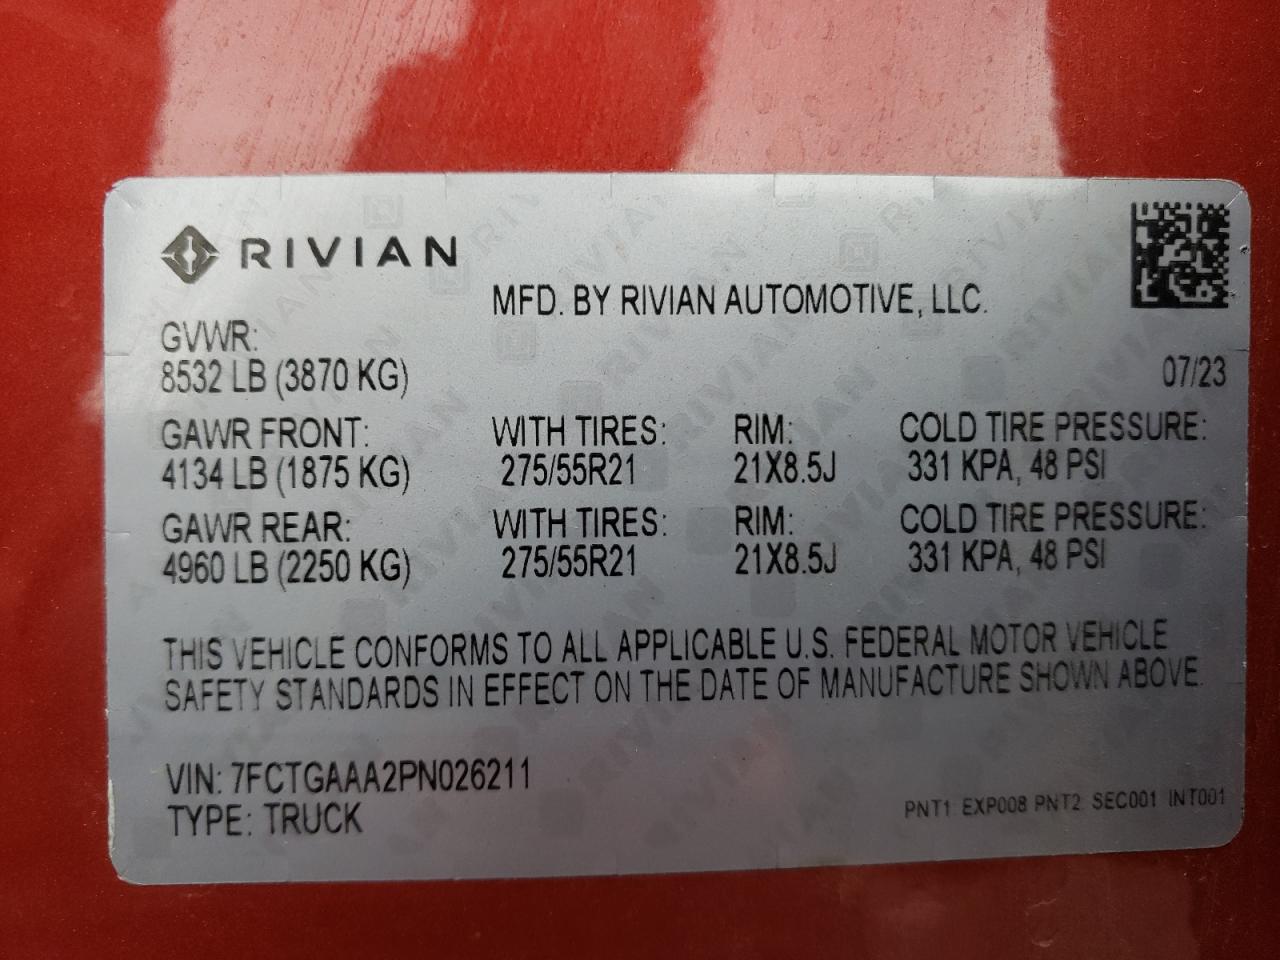 RIVIAN
MFD. BY RIVIAN AUTOMOTIVE, LLC.
GVWR:
8532 LB (3870 KG)
07/23
GAWR FRONT: WITH TIRES: RIM: COLD TIRE PRESSURE:
4134 LB (1875 KG) 275/55R21 21X8.5J 331 KPA, 48 PSI
GAWR REAR: WITH TIRES: RIM: COLD TIRE PRESSURE:
4960 LB (2250 KG) 275/55R21 21X8.5J 331 KPA, 48 PSI
THIS VEHICLE CONFORMS TO ALL APPLICABLE U.S. FEDERAL MOTOR VEHICLE
SAFETY STANDARDS IN EFFECT ON THE DATE OF MANUFACTURE SHOWN ABOVE.
VIN: 7FCTGAAA2PN026211
TYPE: TRUCK
PNT1 EXP008 PNT2 SEC001 INT001